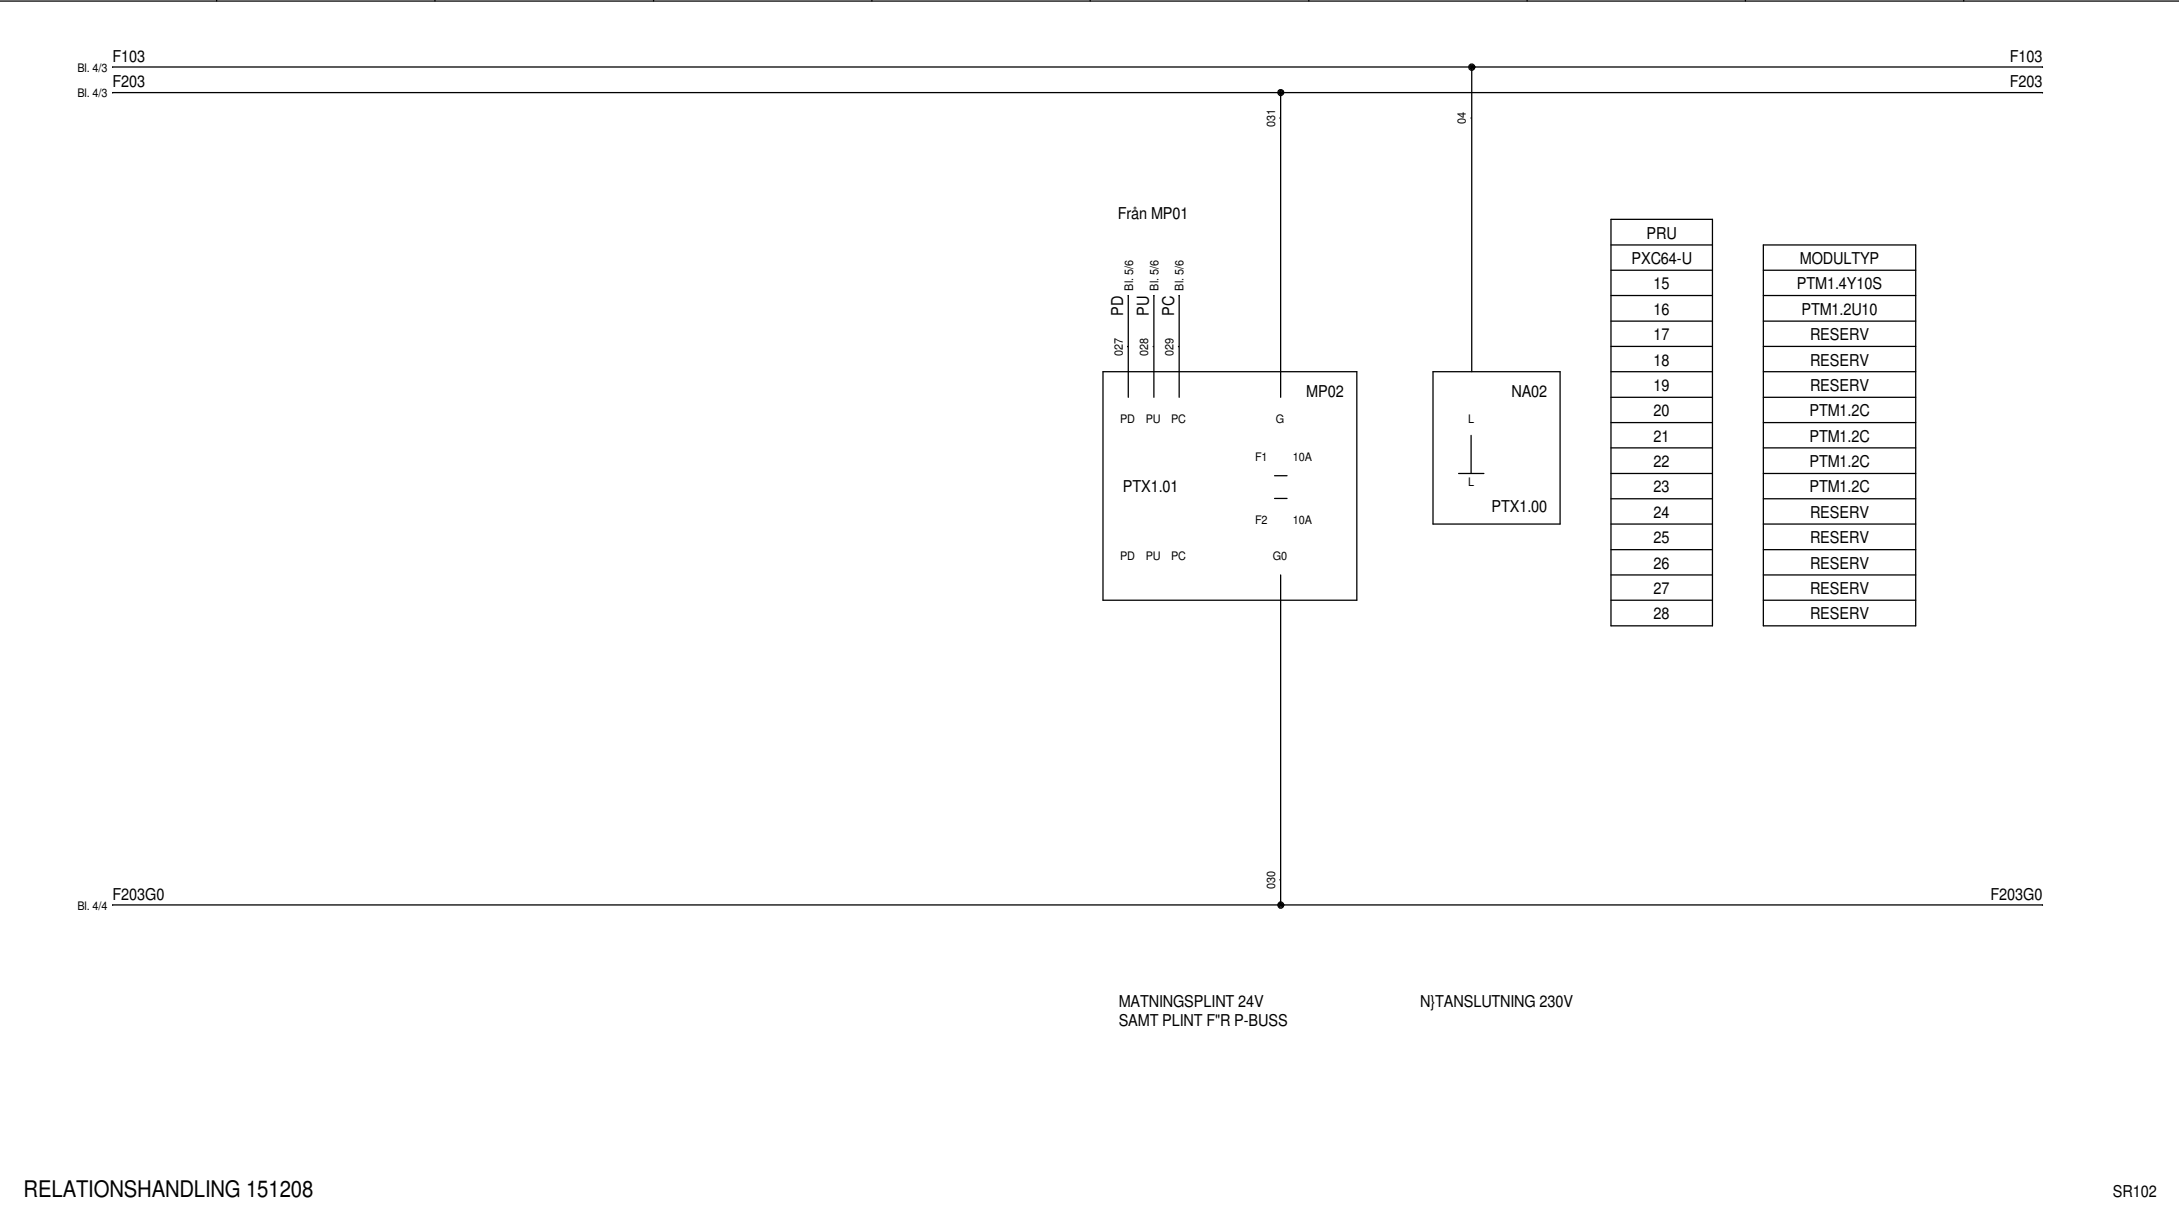 F103 F103
Bl. 4/3
F203 F203
Bl. 4/3
031 04
Från MP01
PD Bl. 5/6 PU Bl. 5/6 PC Bl. 5/6
027 028 029
MP02
PD PU PC G
F1 10A
PTX1.01
F2 10A
PD PU PC G0
NA02
L
L
PTX1.00
PRU
PXC64-U MODULTYP
15 PTM1.4Y10S
16 PTM1.2U10
17 RESERV
18 RESERV
19 RESERV
20 PTM1.2C
21 PTM1.2C
22 PTM1.2C
23 PTM1.2C
24 RESERV
25 RESERV
26 RESERV
27 RESERV
28 RESERV
030
F203G0 F203G0
Bl. 4/4
MATNINGSPLINT 24V
SAMT PLINT F"R P-BUSS
N}TANSLUTNING 230V
RELATIONSHANDLING 151208
SR102